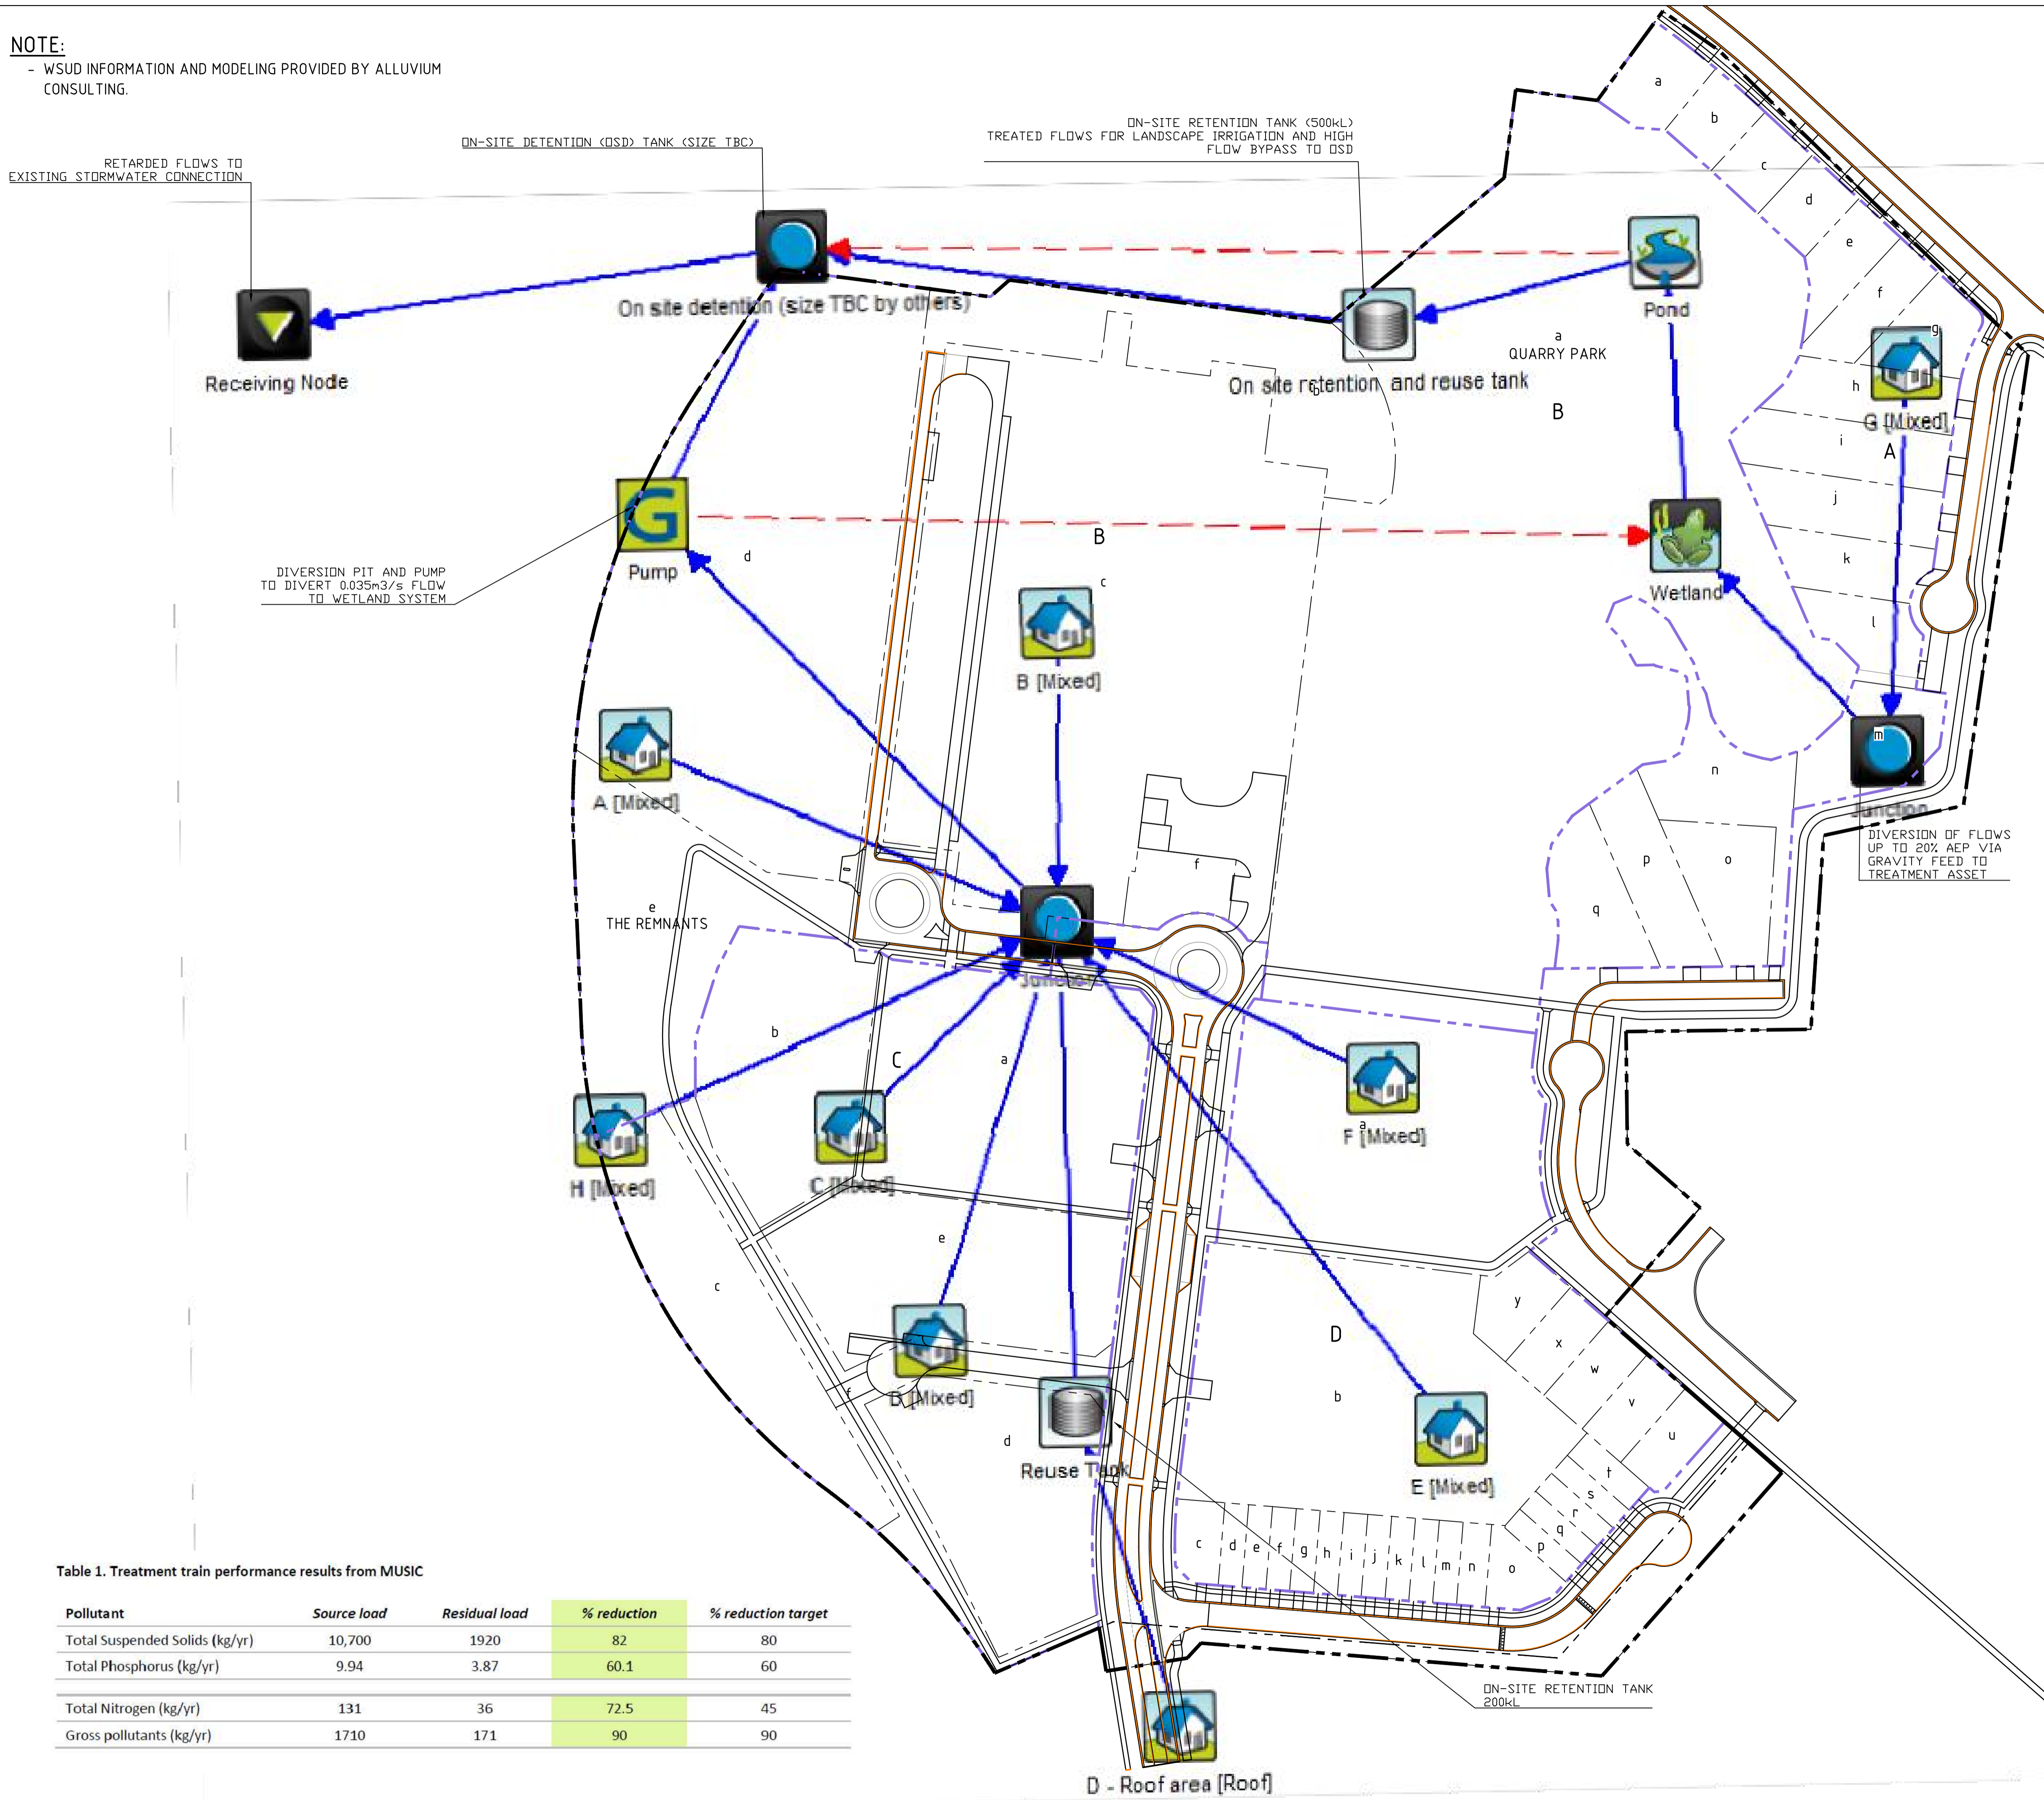 NOTE:
- WSUD INFORMATION AND MODELING PROVIDED BY ALLUVIUM
CONSULTING.
RETARDED FLOWS TO
EXISTING STORMWATER CONNECTION
ON-SITE DETENTION (OSD) TANK (SIZE TBC)
ON-SITE RETENTION TANK (500kL)
TREATED FLOWS FOR LANDSCAPE IRRIGATION AND HIGH
FLOW BYPASS TO OSD
a
b
c
d
e
f
g
h
i
j
k
l
m
n
o
p
q
On site detention (size TBC by others)
Receiving Node
Pond
a
QUARRY PARK
On site retention and reuse tank
b
B
G [Mixed]
A
G
Pump
d
B
c
Wetland
DIVERSION PIT AND PUMP
TO DIVERT 0.035m3/s FLOW
TO WETLAND SYSTEM
B [Mixed]
A [Mixed]
Junction
DIVERSION OF FLOWS
UP TO 20% AEP VIA
GRAVITY FEED TO
TREATMENT ASSET
f
e
THE REMNANTS
Junction
b
C
a
F [Mixed]
a
H [Mixed]
C [Mixed]
e
c
D
b
f
[Mixed]
d
Reuse Tank
E [Mixed]
y
x
w
v
u
t
s
r
q
p
c
d
e
f
g
h
i
j
k
l
m
n
o
ON-SITE RETENTION TANK
200kL
D - Roof area [Roof]
Table 1. Treatment train performance results from MUSIC
Pollutant Source load Residual load % reduction % reduction target
Total Suspended Solids (kg/yr) 10,700 1920 82 80
Total Phosphorus (kg/yr) 9.94 3.87 60.1 60
Total Nitrogen (kg/yr) 131 36 72.5 45
Gross pollutants (kg/yr) 1710 171 90 90